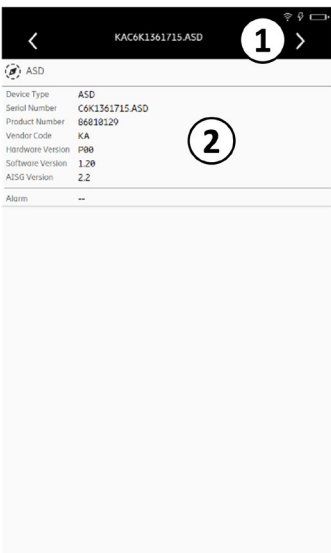 KAC6K1361715.ASD
1
ASD
Device Type ASD
Serial Number C6K1361715.ASD
Product Number 86010129
Vendor Code KA
Hardware Version P00
Software Version 1.20
AISG Version 2.2
2
Alarm --